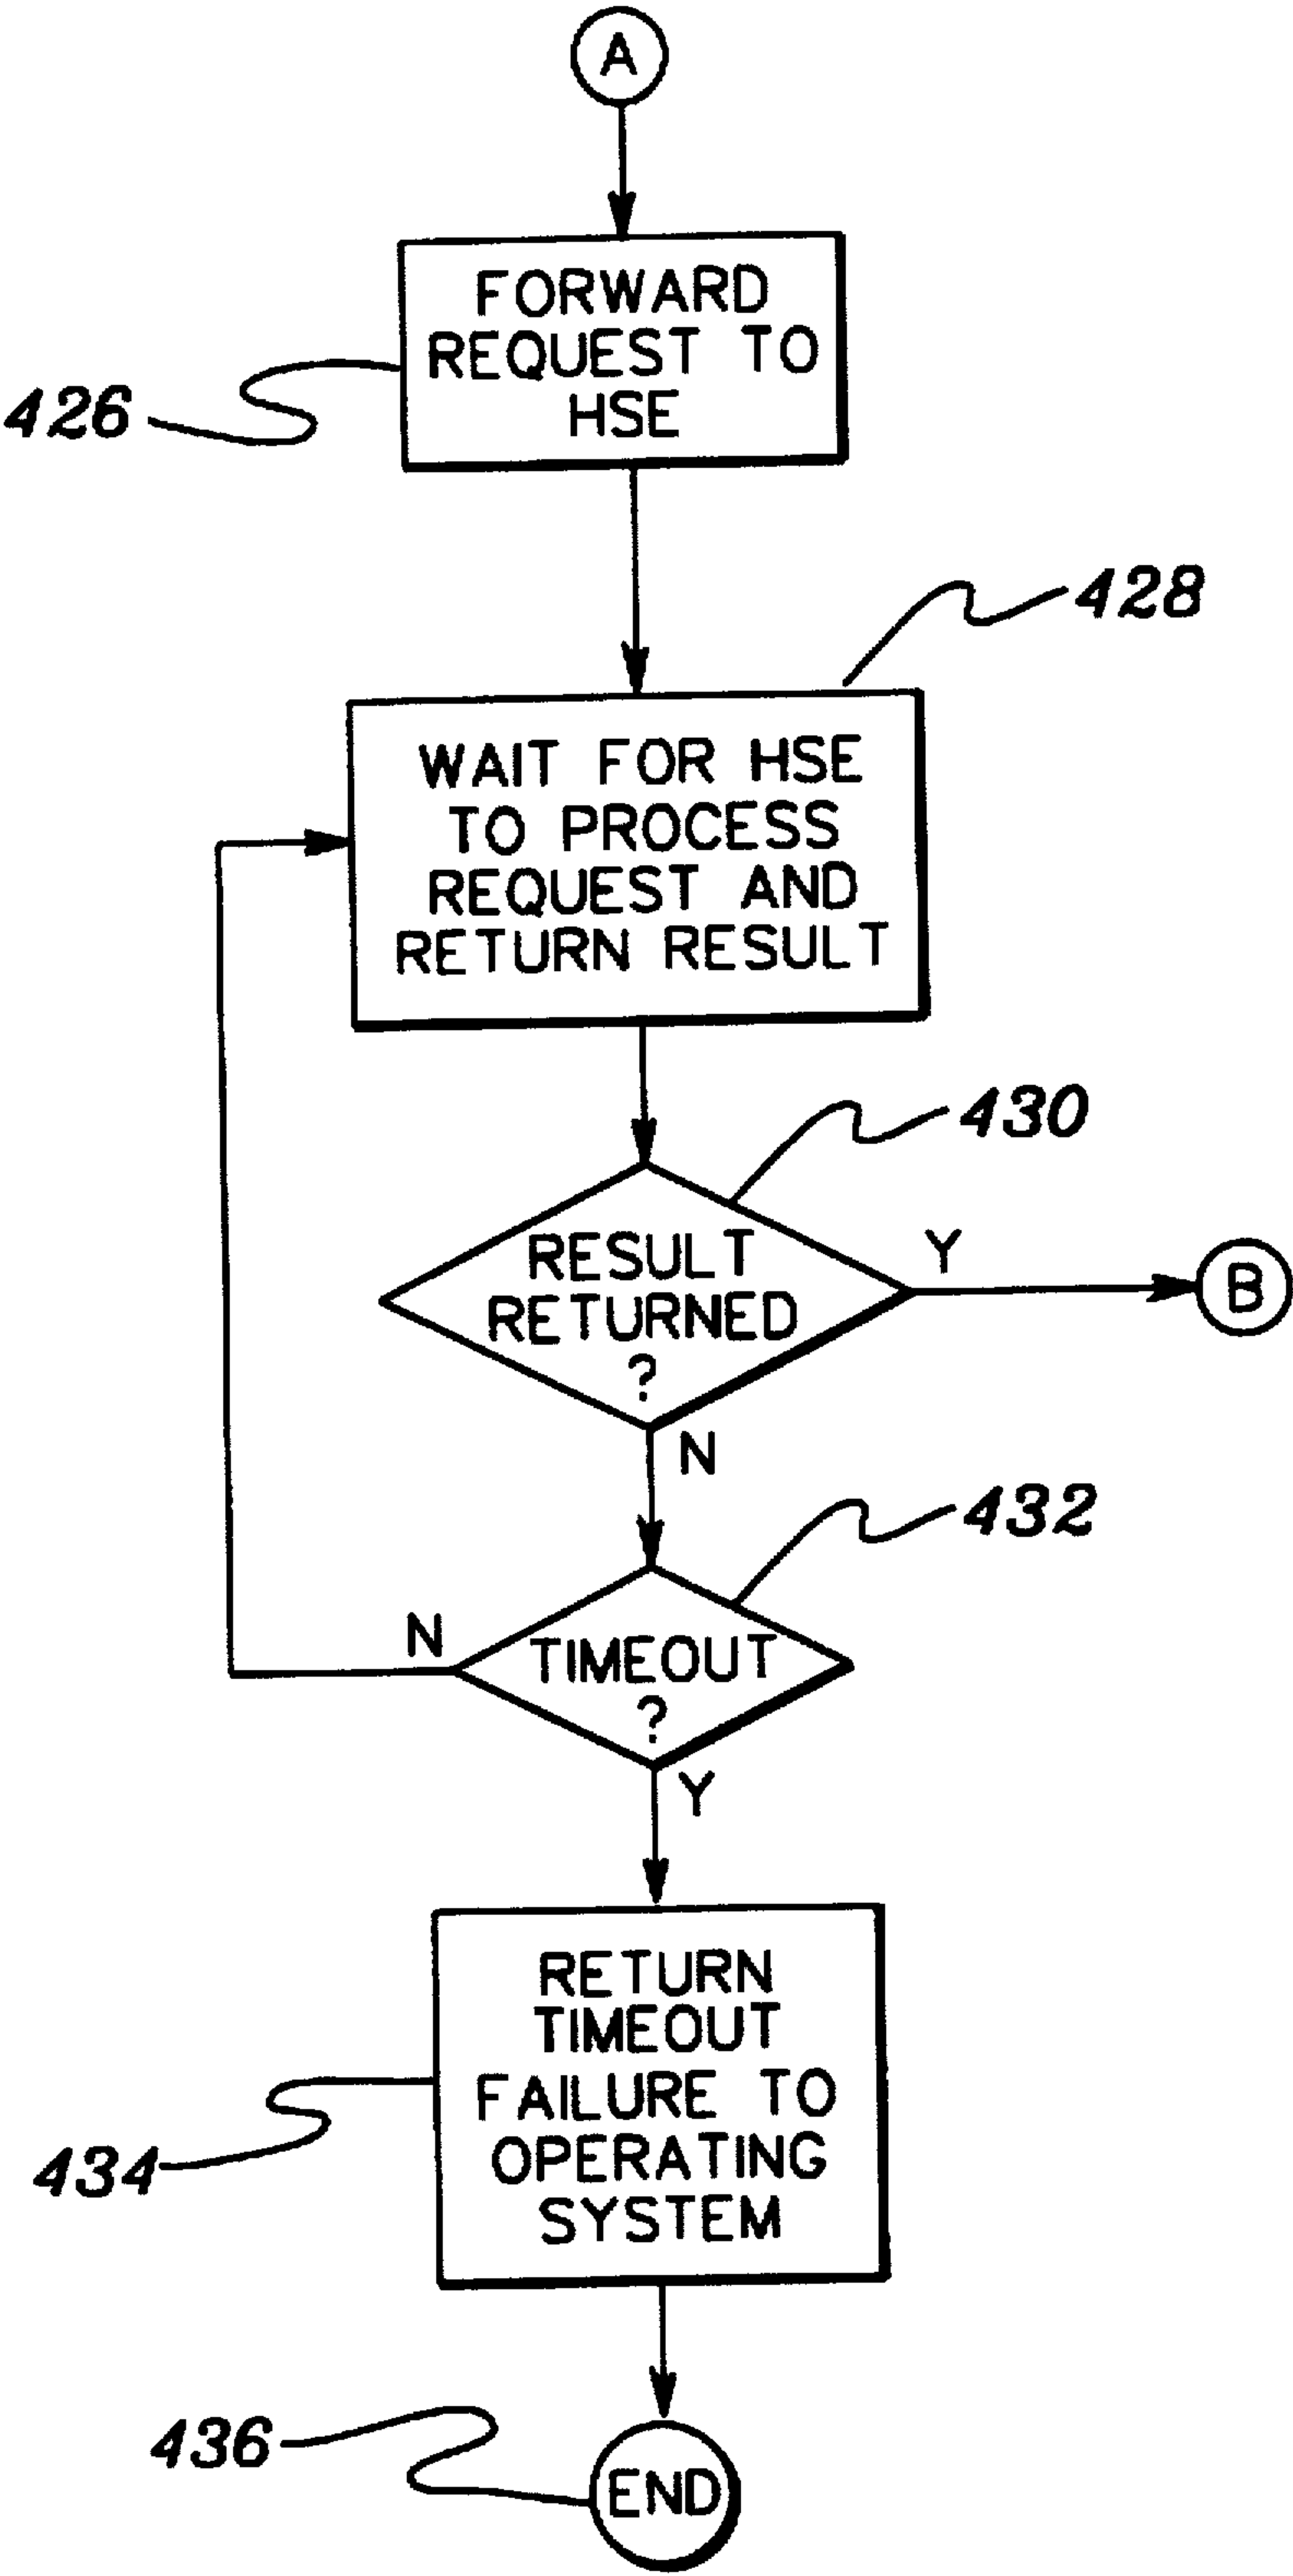 A
FORWARD
REQUEST TO
HSE
426
428
WAIT FOR HSE
TO PROCESS
REQUEST AND
RETURN RESULT
430
RESULT
RETURNED
?
Y
B
N
432
N
TIMEOUT
?
Y
RETURN
TIMEOUT
FAILURE TO
OPERATING
SYSTEM
434
436
END